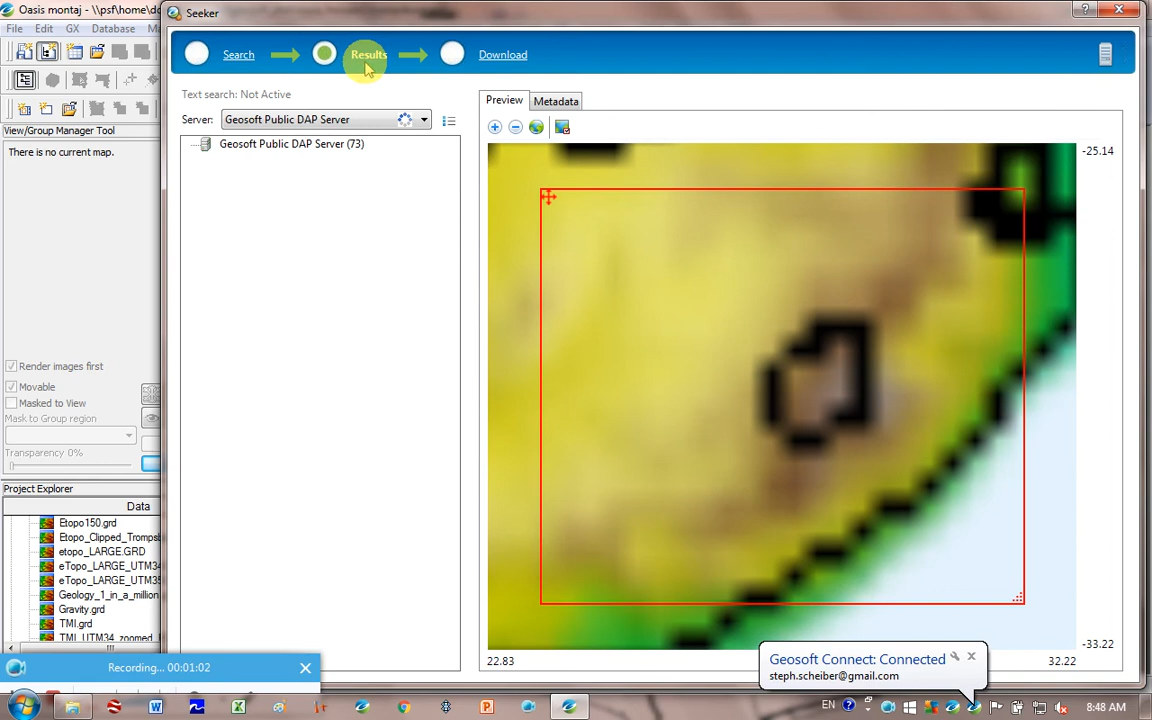 Oasis montaj - \\psf\home\do
Seeker
File Edit GX Database
Search
Results
Download
View/Group Manager Tool
There is no current map.
Text search: Not Active
Server: Geosoft Public DAP Server
Geosoft Public DAP Server (73)
Preview
Metadata
-25.14
Render images first
Movable
Masked to View
Mask to Group region
Transparency 0%
Project Explorer
Data
Etopo150.grd
Etopo_Clipped_Tromps
etopo_LARGE.GRD
eTopo_LARGE_UTM34
eTopo_LARGE_UTM35
Geology_1_in_a_million
Gravity.grd
TMI.grd
TMI_UTM34_zoomed_
-33.22
22.83
32.22
Geosoft Connect: Connected
steph.scheiber@gmail.com
Recording... 00:01:02
EN
8:48 AM